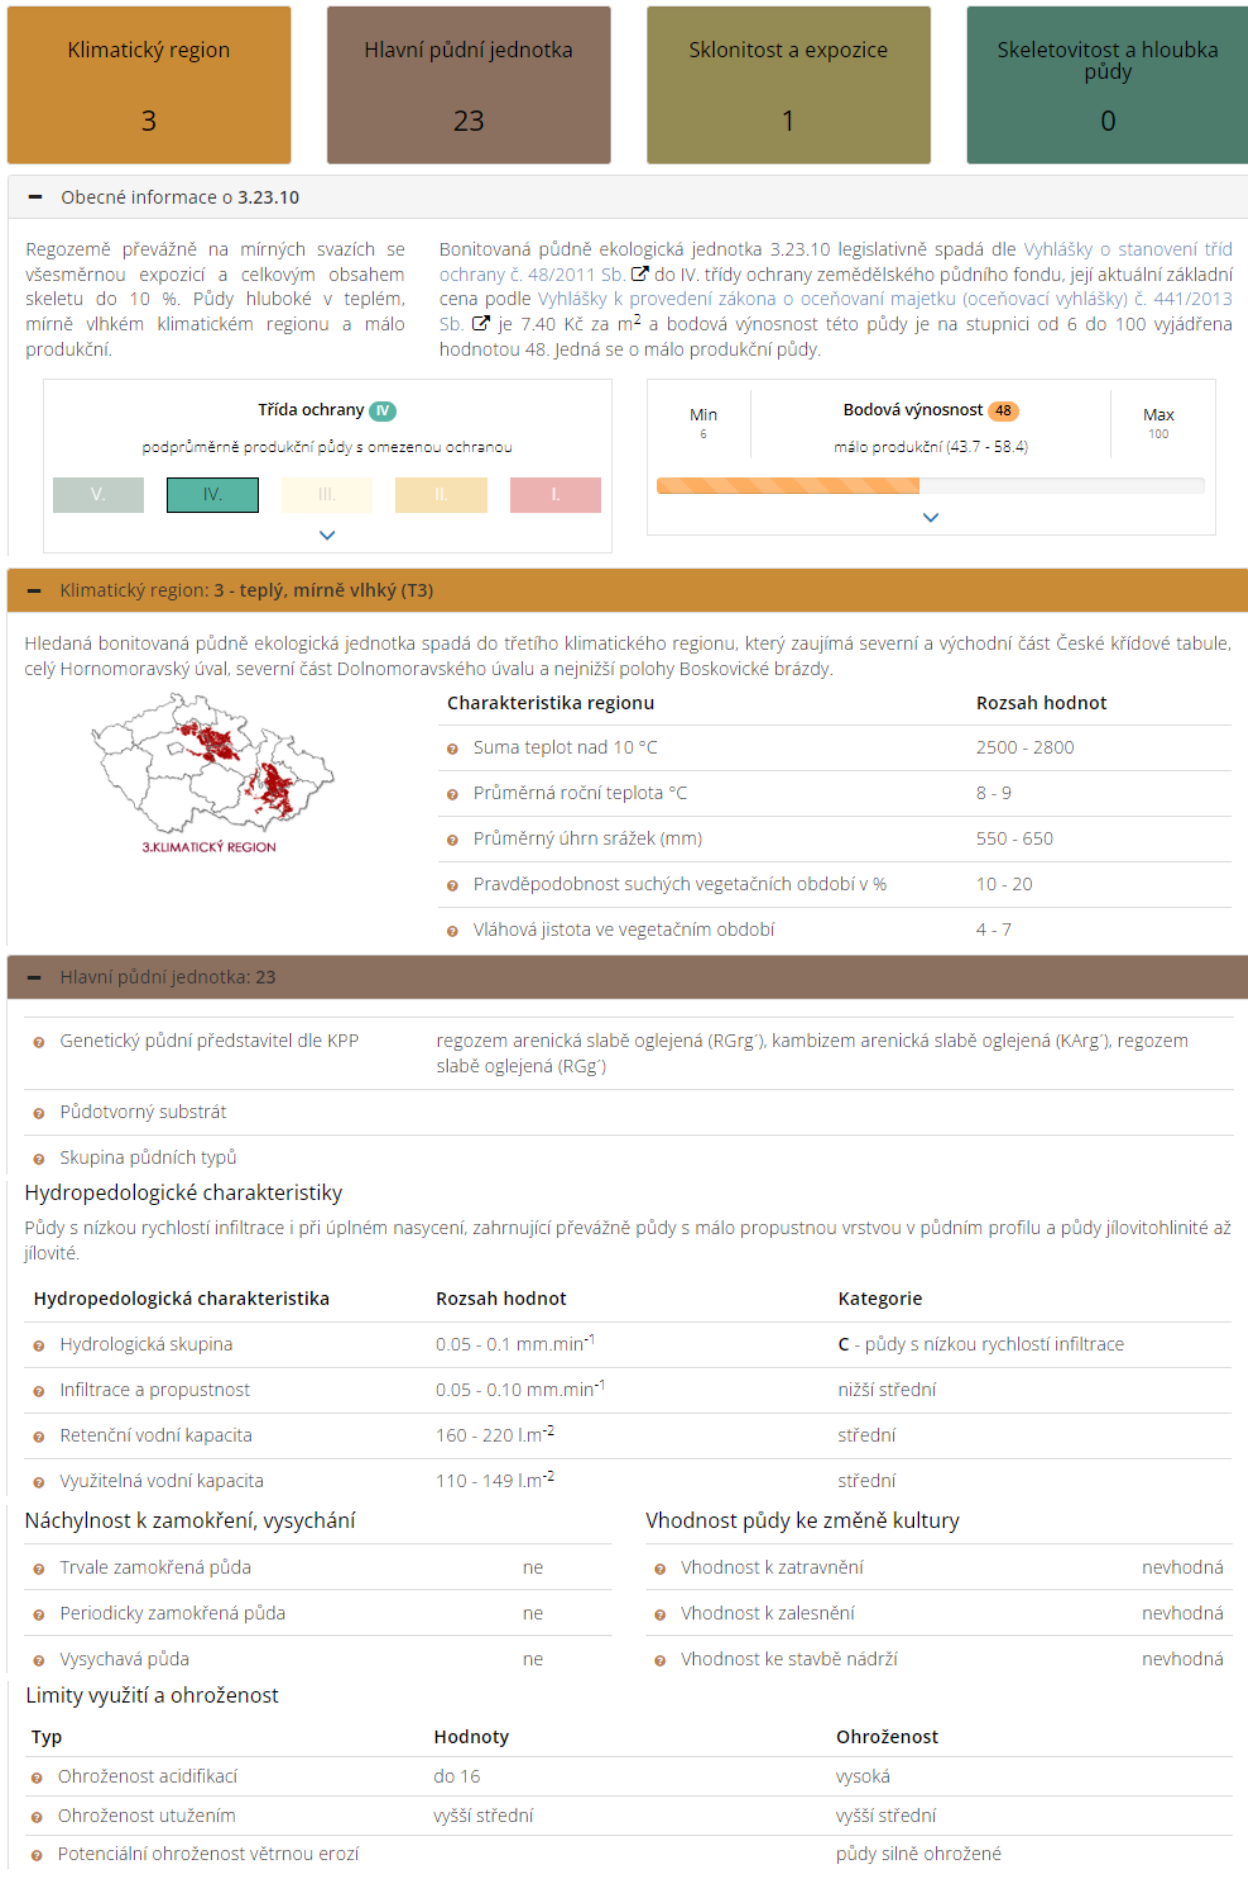 Klimatický region
3
Hlavní půdní jednotka
23
Sklonitost a expozice
1
Skeletovitost a hloubka
půdy
0
Obecné informace o 3.23.10
Regozemě převážně na mírných svazích se
všesměrnou expozicí a celkovým obsahem
skeletu do 10 %. Půdy hluboké v teplém,
mírně vlhkém klimatickém regionu a málo
produkční.
Bonitovaná půdně ekologická jednotka 3.23.10 legislativně spadá dle Vyhlášky o stanovení tříd
ochrany č. 48/2011 Sb. do IV. třídy ochrany zemědělského půdního fondu, její aktuální základní
cena podle Vyhlášky k provedení zákona o oceňovaní majetku (oceňovací vyhlášky) č. 441/2013
Sb. je 7.40 Kč za m2 a bodová výnosnost této půdy je na stupnici od 6 do 100 vyjádřena
hodnotou 48. Jedná se o málo produkční půdy.
Třída ochrany IV
podprůměrně produkční půdy s omezenou ochranou
V. IV. III. II. I.
Min
6
Bodová výnosnost 48
málo produkční (43.7 - 58.4)
Max
100
Klimatický region: 3 - teplý, mírně vlhký (T3)
Hledaná bonitovaná půdně ekologická jednotka spadá do třetího klimatického regionu, který zaujímá severní a východní část České křídové tabule,
celý Hornomoravský úval, severní část Dolnomoravského úvalu a nejnižší polohy Boskovické brázdy.
3.KLIMATICKÝ REGION
Charakteristika regionu Rozsah hodnot
Suma teplot nad 10 °C 2500 - 2800
Průměrná roční teplota °C 8 - 9
Průměrný úhrn srážek (mm) 550 - 650
Pravděpodobnost suchých vegetačních období v % 10 - 20
Vláhová jistota ve vegetačním období 4 - 7
Hlavní půdní jednotka: 23
Genetický půdní představitel dle KPP regozem arenická slabě oglejená (RGrg´), kambizem arenická slabě oglejená (KArg´), regozem
slabě oglejená (RGg´)
Půdotvorný substrát
Skupina půdních typů
Hydropedologické charakteristiky
Půdy s nízkou rychlostí infiltrace i při úplném nasycení, zahrnující převážně půdy s málo propustnou vrstvou v půdním profilu a půdy jílovitohlinité až
jílovité.
Hydropedologická charakteristika Rozsah hodnot Kategorie
Hydrologická skupina 0.05 - 0.1 mm.min-1 C - půdy s nízkou rychlostí infiltrace
Infiltrace a propustnost 0.05 - 0.10 mm.min-1 nižší střední
Retenční vodní kapacita 160 - 220 l.m-2 střední
Využitelná vodní kapacita 110 - 149 l.m-2 střední
Náchylnost k zamokření, vysychání
Trvale zamokřená půda ne
Periodicky zamokřená půda ne
Vysychavá půda ne
Vhodnost půdy ke změně kultury
Vhodnost k zatravnění nevhodná
Vhodnost k zalesnění nevhodná
Vhodnost ke stavbě nádrží nevhodná
Limity využití a ohroženost
Typ Hodnoty Ohroženost
Ohroženost acidifikací do 16 vysoká
Ohroženost utužením vyšší střední vyšší střední
Potenciální ohroženost větrnou erozí půdy silně ohrožené